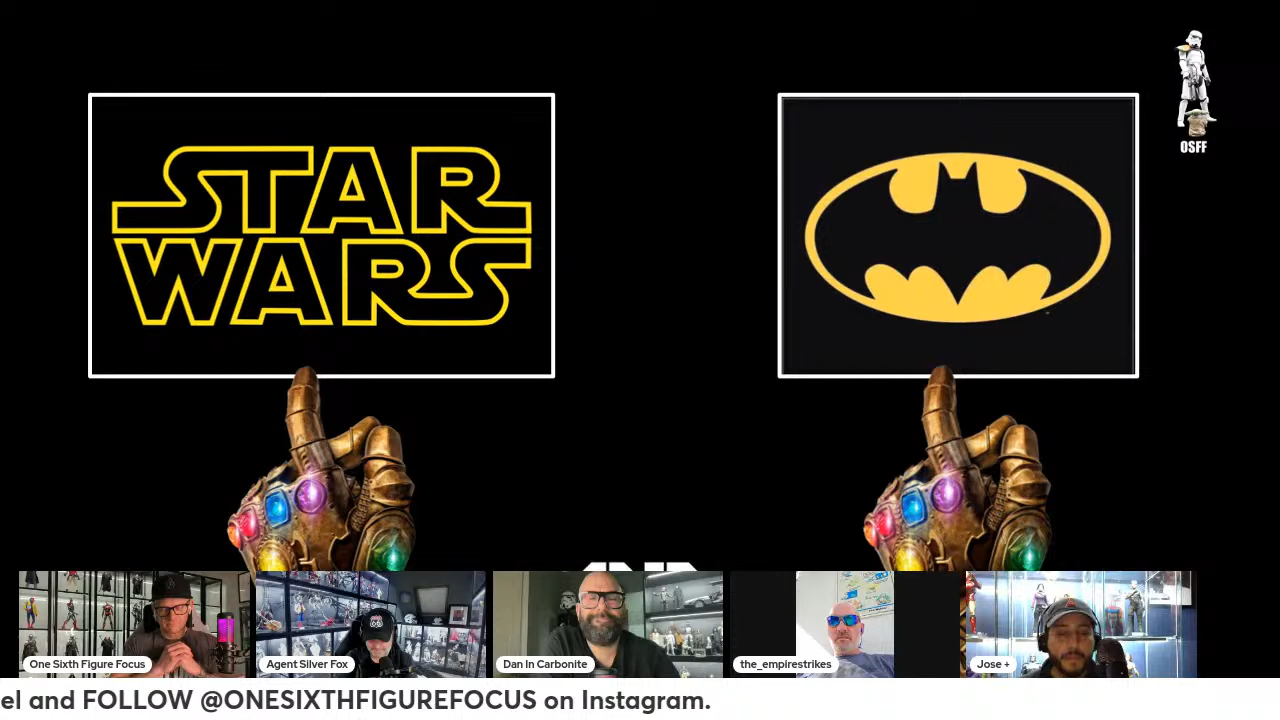 STAR
WARS
OSFF
One Sixth Figure Focus
Agent Silver Fox
Dan In Carbonite
the_empirestrikes
Jose +
el and FOLLOW @ONESIXTHFIGUREFOCUS on Instagram.